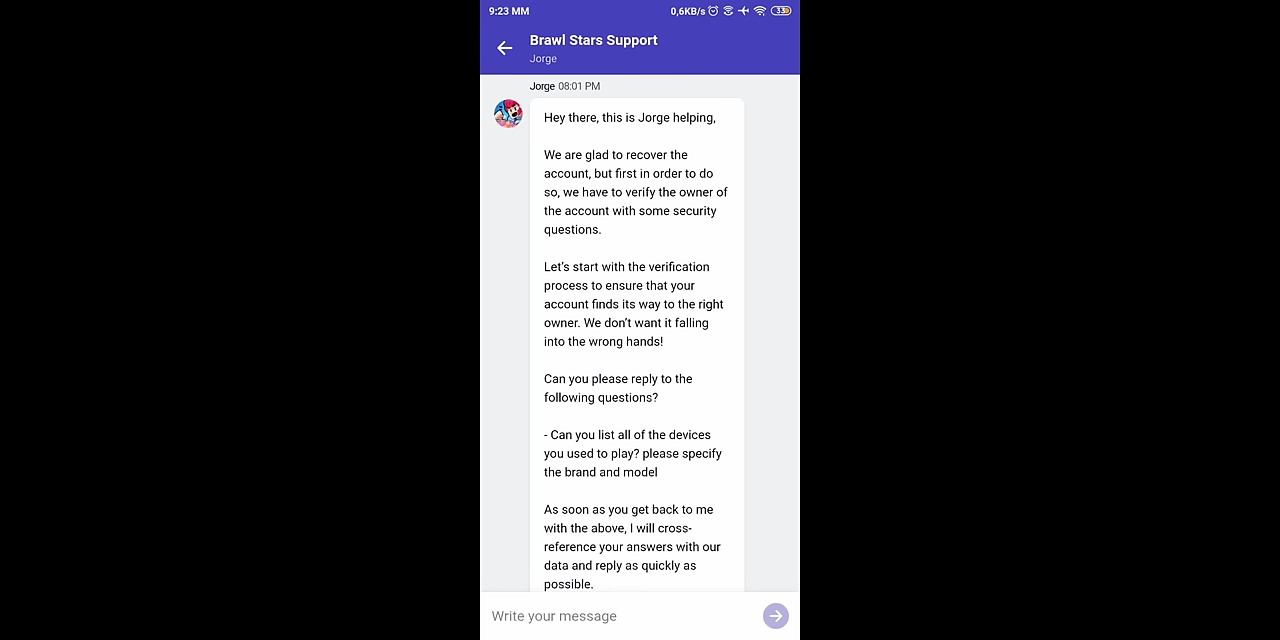 9:23 MM
0,6KB/s
33
Brawl Stars Support
Jorge
Jorge 08:01 PM
Hey there, this is Jorge helping,
We are glad to recover the
account, but first in order to do
so, we have to verify the owner of
the account with some security
questions.
Let's start with the verification
process to ensure that your
account finds its way to the right
owner. We don't want it falling
into the wrong hands!
Can you please reply to the
following questions?
- Can you list all of the devices
you used to play? please specify
the brand and model
As soon as you get back to me
with the above, I will cross-
reference your answers with our
data and reply as quickly as
possible.
Write your message